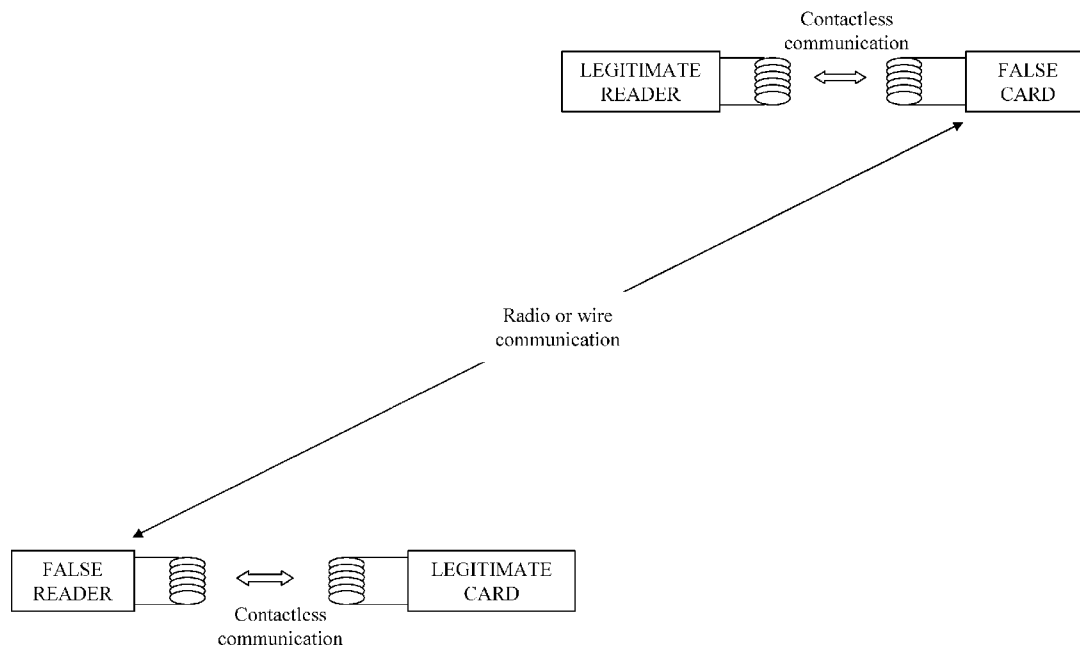 Contactless
communication
LEGITIMATE
READER
FALSE
CARD
Radio or wire
communication
FALSE
READER
LEGITIMATE
CARD
Contactless
communication